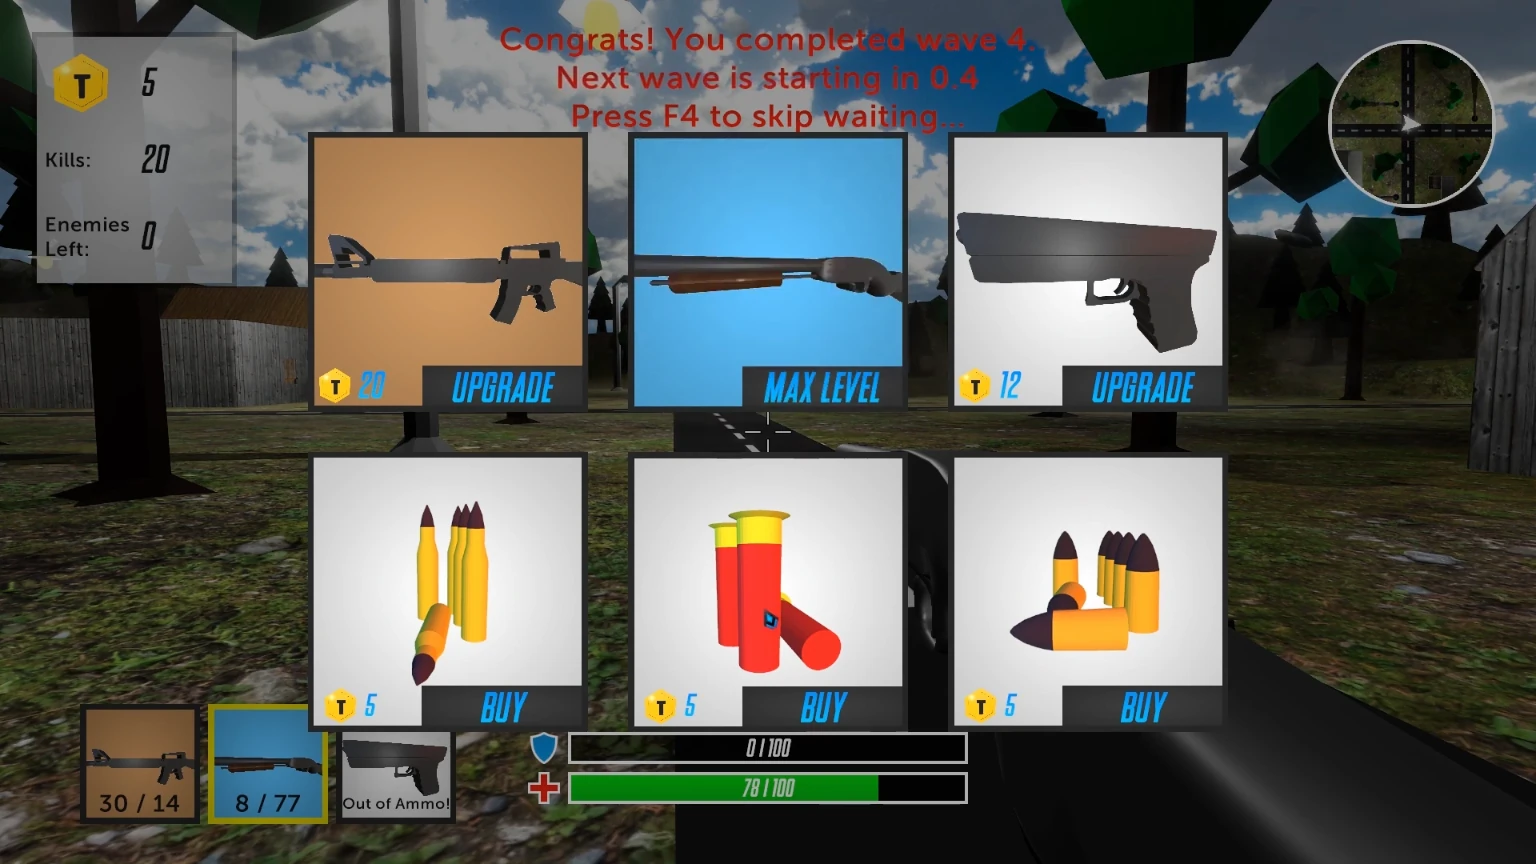 Congrats! You completed wave 4.
Next wave is starting in 0.4
Press F4 to skip waiting...
T 5
Kills: 20
Enemies
Left: 0
T 20 UPGRADE
MAX LEVEL
T 12 UPGRADE
T 5 BUY
T 5 BUY
T 5 BUY
30 / 14
8 / 77
Out of Ammo!
0 / 100
78 / 100